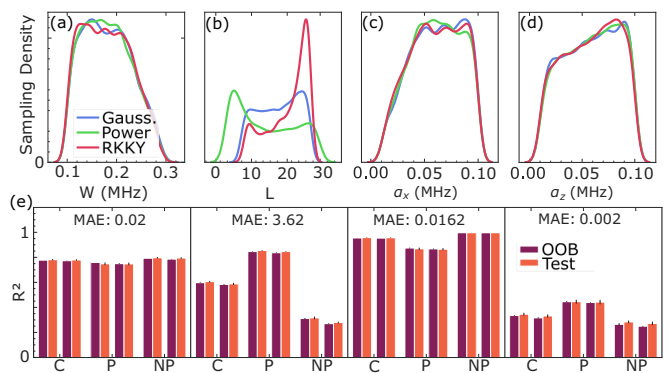 (a) (b) (c) (d)
Sampling Density
Gauss.
Power
RKKY
0
0.1 0.2 0.3 0 10 20 30 0.00 0.05 0.10 0.00 0.05 0.10
W (MHz) L aₓ (MHz) a_z (MHz)
(e)
MAE: 0.02 MAE: 3.62 MAE: 0.0162 MAE: 0.002
1
OOB
Test
R²
0
C P NP C P NP C P NP C P NP